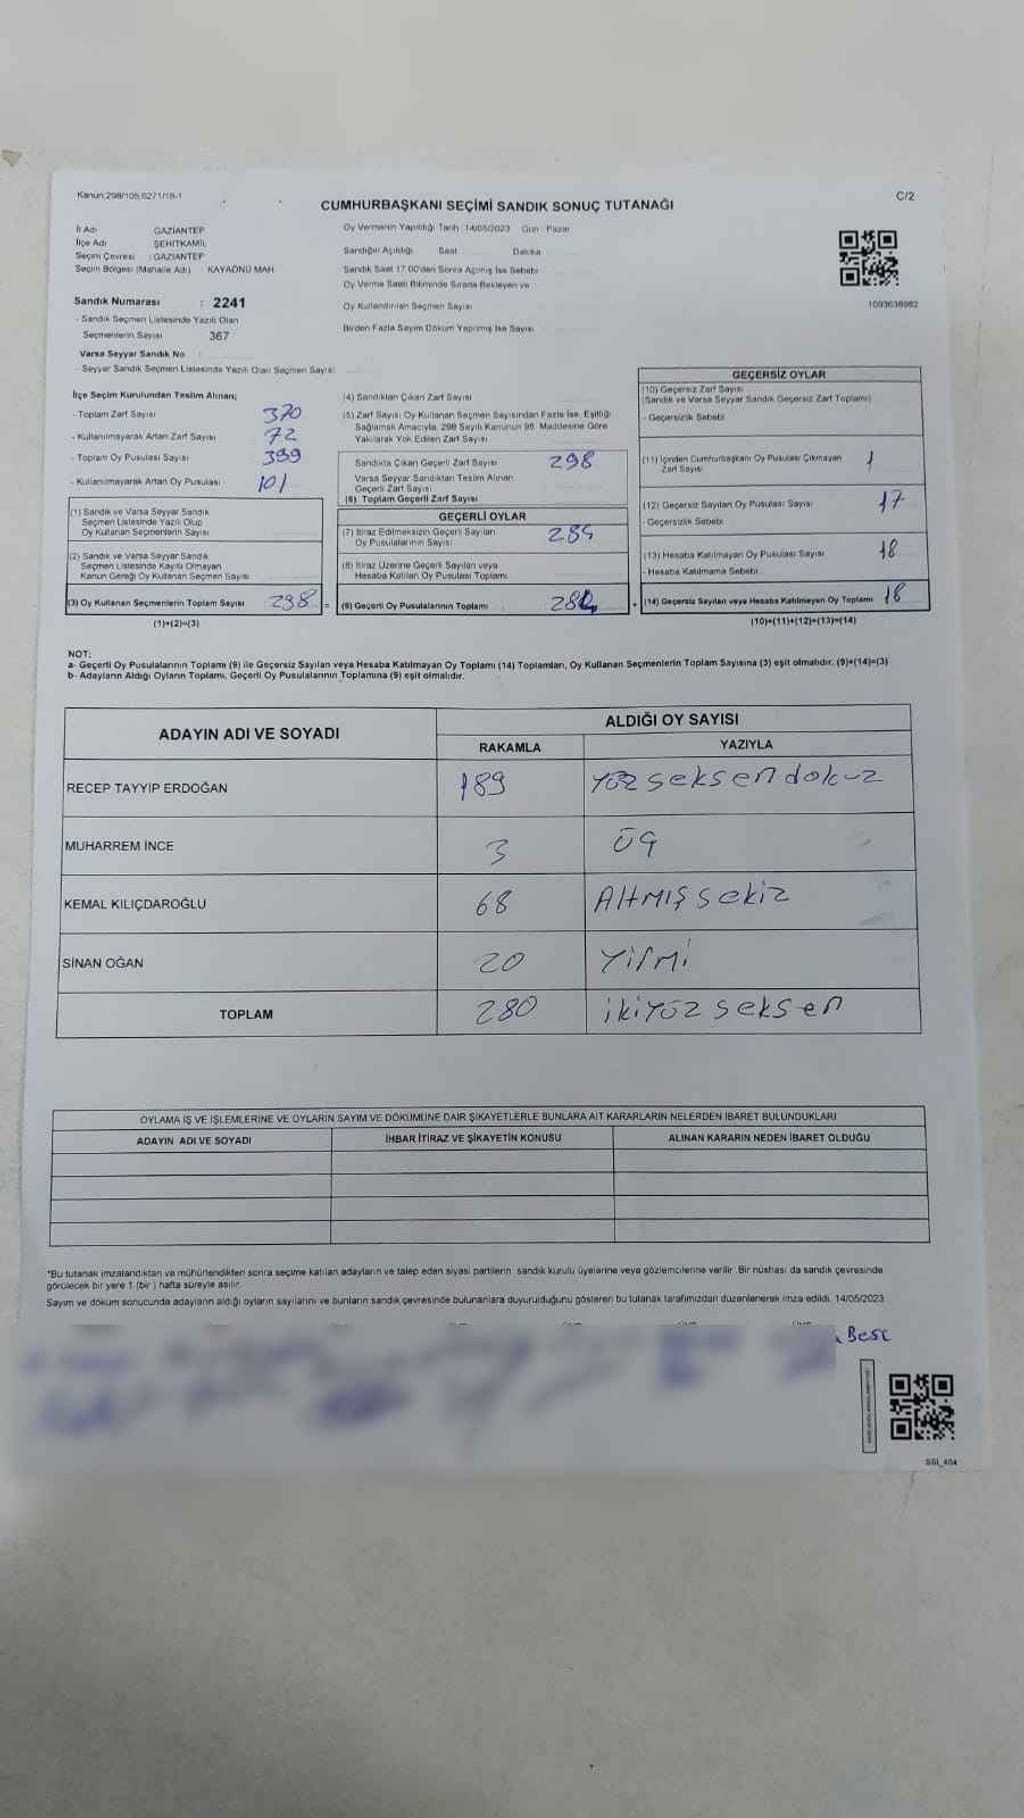 Kanun:298/105,6271/18-1
C/2
CUMHURBAŞKANI SEÇİMİ SANDIK SONUÇ TUTANAĞI
İl Adı GAZİANTEP
İlçe Adı ŞEHİTKAMİL
Seçim Çevresi : GAZİANTEP
Seçim Bölgesi (Mahalle Adı) : KAYAÖNÜ MAH.
Sandık Numarası : 2241
- Sandık Seçmen Listesinde Yazılı Olan
Seçmenlerin Sayısı 367
Varsa Seyyar Sandık No
- Seyyar Sandık Seçmen Listesinde Yazılı Olan Seçmen Sayısı
Oy Vermenin Yapıldığı Tarih 14/05/2023 Gün : Pazar
Sandığın Açıldığı Saat Dakika
Sandık Saat 17.00'den Sonra Açılmış İse Sebebi
Oy Verme Saati Bitiminde Sırada Bekleyen ve
Oy Kullandırılan Seçmen Sayısı
Birden Fazla Sayım Döküm Yapılmış İse Sayısı
1093638982
İlçe Seçim Kurulundan Teslim Alınan;
- Toplam Zarf Sayısı 370
- Kullanılmayarak Artan Zarf Sayısı 72
- Toplam Oy Pusulası Sayısı 399
- Kullanılmayarak Artan Oy Pusulası 101
(1) Sandık ve Varsa Seyyar Sandık
Seçmen Listesinde Yazılı Olup
Oy Kullanan Seçmenlerin Sayısı
(2) Sandık ve Varsa Seyyar Sandık
Seçmen Listesinde Kayıtlı Olmayan
Kanun Gereği Oy Kullanan Seçmen Sayısı
(3) Oy Kullanan Seçmenlerin Toplam Sayısı 298 =
(1)+(2)=(3)
(4) Sandıktan Çıkan Zarf Sayısı
(5) Zarf Sayısı Oy Kullanan Seçmen Sayısından Fazla İse, Eşitliği
Sağlamak Amacıyla, 298 Sayılı Kanunun 98. Maddesine Göre
Yakılarak Yok Edilen Zarf Sayısı
Sandıkta Çıkan Geçerli Zarf Sayısı 298
Varsa Seyyar Sandıktan Teslim Alınan
Geçerli Zarf Sayısı
(6) Toplam Geçerli Zarf Sayısı
GEÇERLİ OYLAR
(7) İtiraz Edilmeksizin Geçerli Sayılan
Oy Pusulalarının Sayısı
(8) İtiraz Üzerine Geçerli Sayılan veya
Hesaba Katılan Oy Pusulası Toplamı
(9) Geçerli Oy Pusulalarının Toplamı +
GEÇERSİZ OYLAR
(10) Geçersiz Zarf Sayısı
(Sandık ve Varsa Seyyar Sandık Geçersiz Zarf Toplamı)
- Geçersizlik Sebebi
(11) İçinden Cumhurbaşkanı Oy Pusulası Çıkmayan
Zarf Sayısı 1
(12) Geçersiz Sayılan Oy Pusulası Sayısı 17
- Geçersizlik Sebebi
(13) Hesaba Katılmayan Oy Pusulası Sayısı 18
- Hesaba Katılmama Sebebi
(14) Geçersiz Sayılan veya Hesaba Katılmayan Oy Toplamı 18
(10)+(11)+(12)+(13)=(14)
NOT:
a- Geçerli Oy Pusulalarının Toplamı (9) ile Geçersiz Sayılan veya Hesaba Katılmayan Oy Toplamı (14) Toplamları, Oy Kullanan Seçmenlerin Toplam Sayısına (3) eşit olmalıdır. (9)+(14)=(3)
b- Adayların Aldığı Oyların Toplamı, Geçerli Oy Pusulalarının Toplamına (9) eşit olmalıdır.
ADAYIN ADI VE SOYADI
ALDIĞI OY SAYISI
RAKAMLA YAZIYLA
RECEP TAYYİP ERDOĞAN 189 Yüz seksen dokuz
MUHARREM İNCE 3 Üç
KEMAL KILIÇDAROĞLU 68 Altmış sekiz
SİNAN OĞAN 20 Yirmi
TOPLAM 280 ikiyüz seksen
OYLAMA İŞ VE İŞLEMLERİNE VE OYLARIN SAYIM VE DÖKÜMÜNE DAİR ŞİKAYETLERLE BUNLARA AİT KARARLARIN NELERDEN İBARET BULUNDUKLARI
ADAYIN ADI VE SOYADI İHBAR İTİRAZ VE ŞİKAYETİN KONUSU ALINAN KARARIN NEDEN İBARET OLDUĞU
*Bu tutanak imzalandıktan ve mühürlendikten sonra seçime katılan adayların ve talep eden siyasi partilerin sandık kurulu üyelerine veya gözlemcilerine verilir. Bir nüshası da sandık çevresinde
görülecek bir yere 1 (bir) hafta süreyle asılır.
Sayım ve döküm sonucunda adayların aldığı oyların sayılarını ve bunların sandık çevresinde bulunanlara duyurulduğunu gösteren bu tutanak tarafımızdan düzenlenerek imza edildi. 14/05/2023